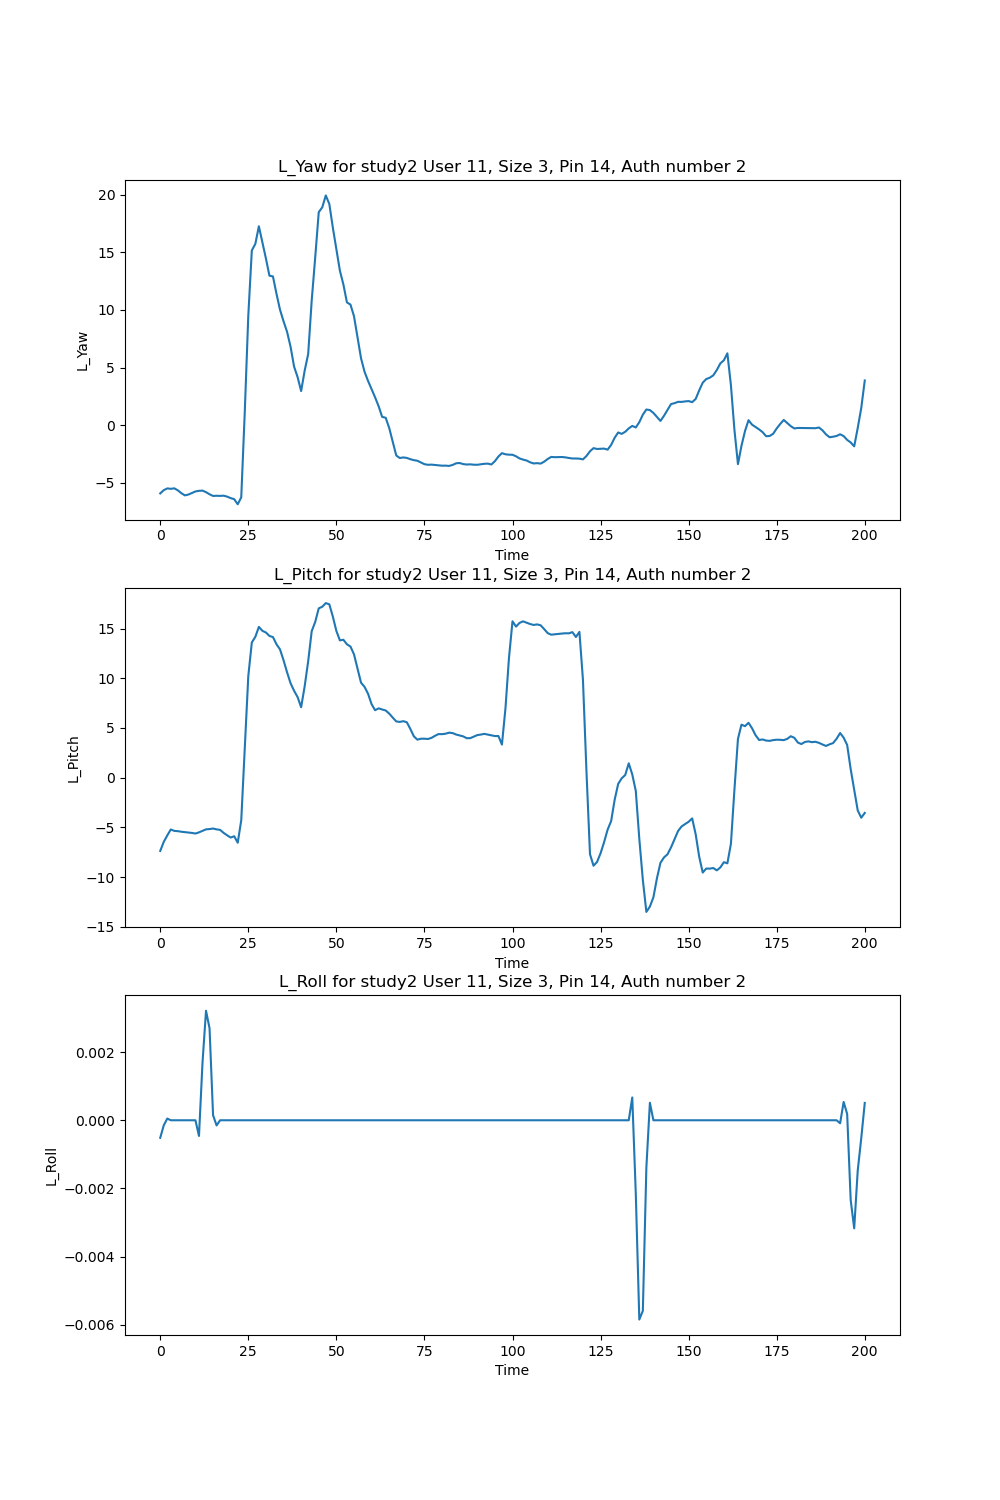 L_Yaw for study2 User 11, Size 3, Pin 14, Auth number 2
20
15
10
5
0
−5
L_Yaw
0 25 50 75 100 125 150 175 200
Time
L_Pitch for study2 User 11, Size 3, Pin 14, Auth number 2
15
10
5
0
−5
−10
−15
L_Pitch
0 25 50 75 100 125 150 175 200
Time
L_Roll for study2 User 11, Size 3, Pin 14, Auth number 2
0.002
0.000
−0.002
−0.004
−0.006
L_Roll
0 25 50 75 100 125 150 175 200
Time